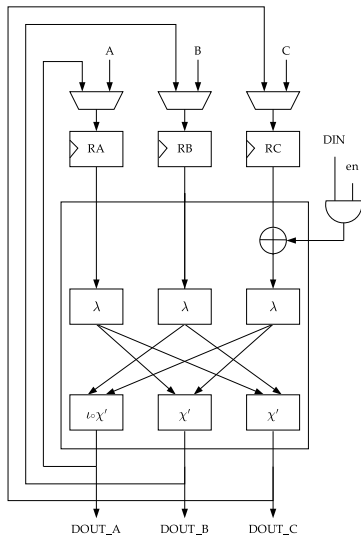 A B C
RA RB RC
DIN
en
λ λ λ
ι∘χ′ χ′ χ′
DOUT_A DOUT_B DOUT_C